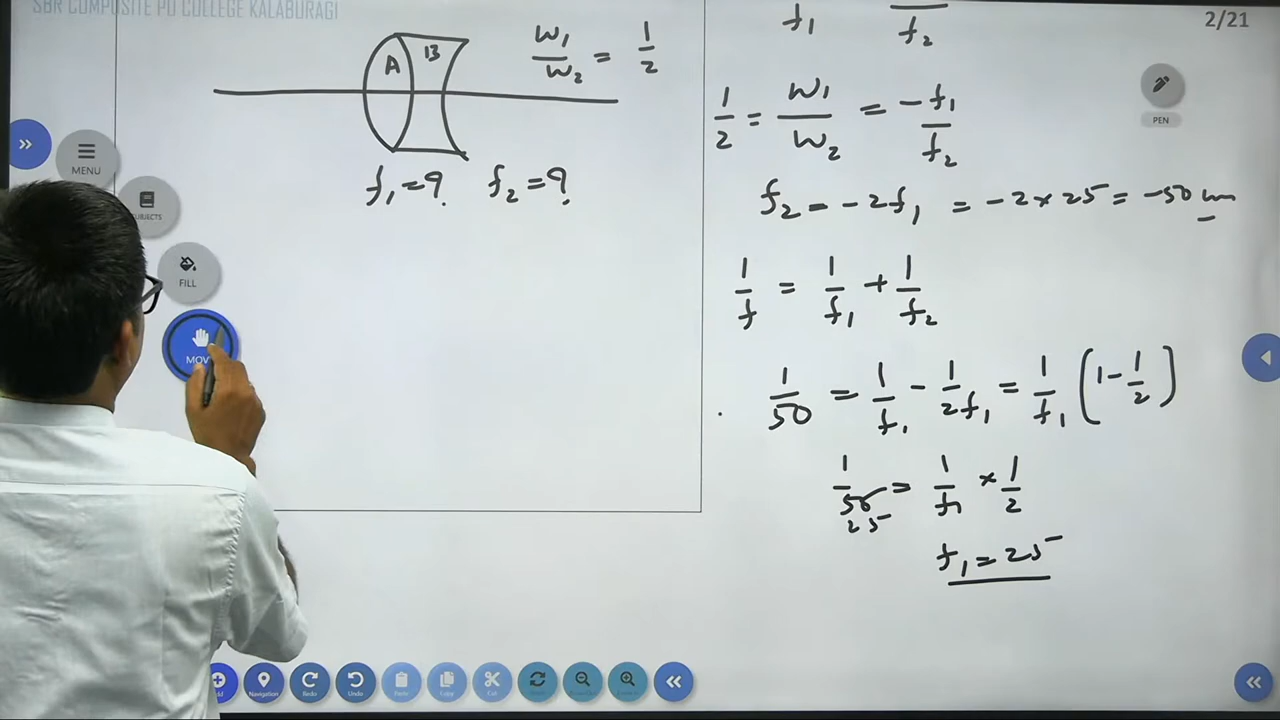 SBR COMPOSITE PU COLLEGE KALABURAGI
2/21
A B
W₁/W₂ = 1/2
f₁ = ? f₂ = ?
f₁ f₂
1/2 = W₁/W₂ = -f₁/f₂
f₂ = -2f₁ = -2 × 25 = -50 cm
1/f = 1/f₁ + 1/f₂
1/50 = 1/f₁ - 1/2f₁ = 1/f₁ (1 - 1/2)
1/50 = 1/f₁ × 1/2
25
f₁ = 25
PEN
MENU
SUBJECTS
FILL
MOV
Navigation
Redo
Undo
Paste
Copy
Cut